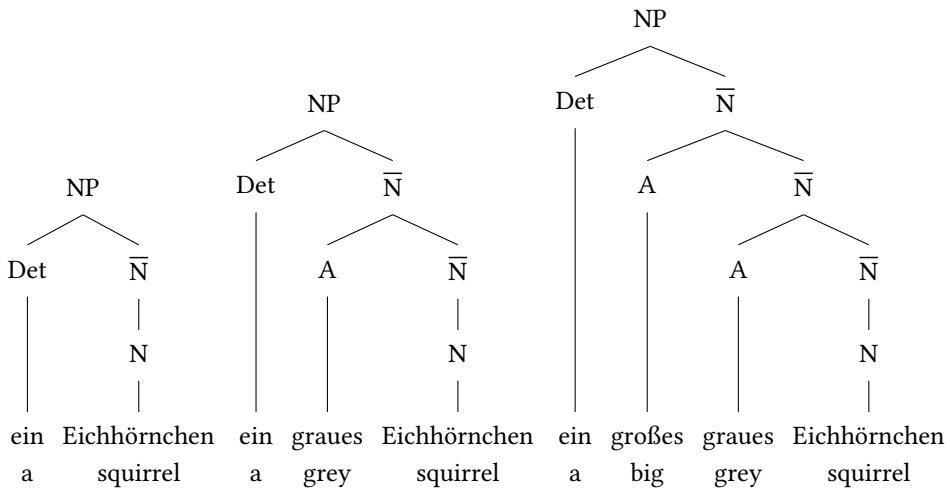 NP
NP
Det N̅
NP
Det N̅
A N̅
Det N̅
A N̅
A N̅
N
N
N
ein Eichhörnchen ein graues Eichhörnchen ein großes graues Eichhörnchen
a squirrel a grey squirrel a big grey squirrel